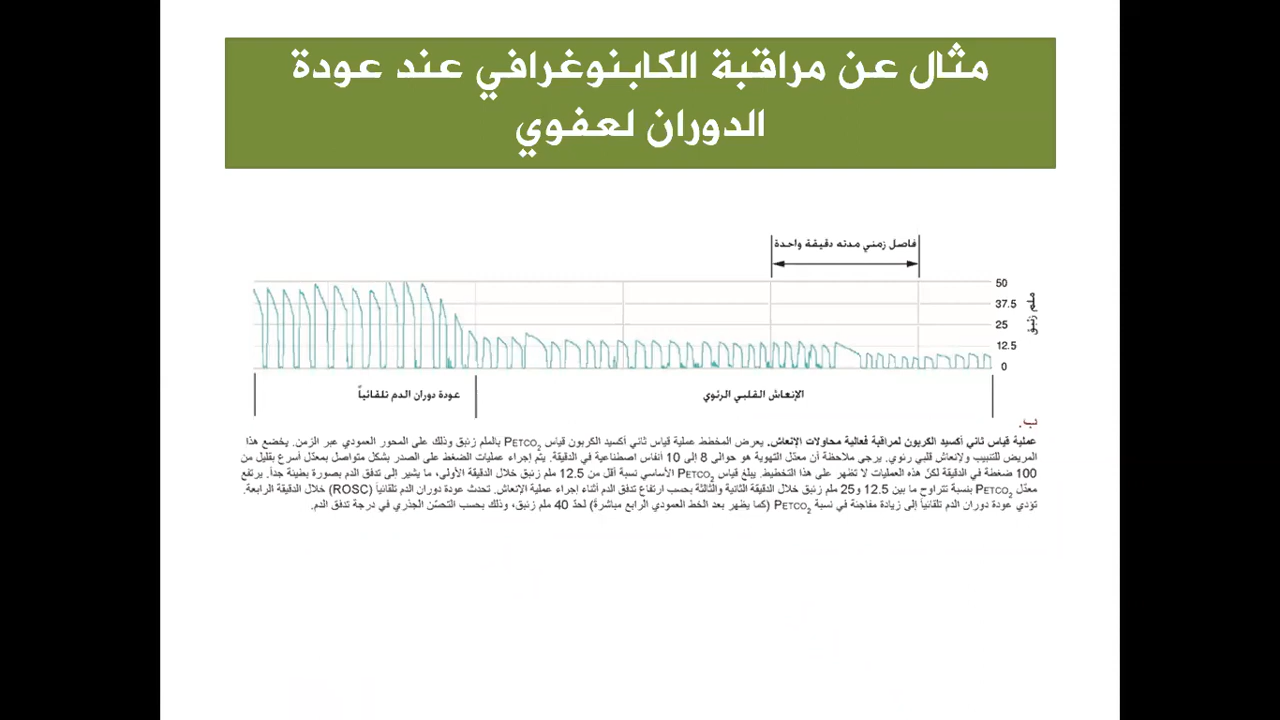 مثال عن مراقبة الكابنوغرافي عند عودة
الدوران لعفوي
فاصل زمني مدته دقيقة واحدة
50
37.5
25
12.5
0
ملم زئبق
الإنعاش القلبي الرئوي
عودة دوران الدم تلقائياً
ب.
عملية قياس ثاني أكسيد الكربون لمراقبة فعالية محاولات الإنعاش. يعرض المخطط عملية قياس ثاني أكسيد الكربون قياس PETCO2 بالملم زئبق وذلك على المحور العمودي عبر الزمن. يخضع هذا
المريض للتنبيب ولإنعاش قلبي رئوي. يرجى ملاحظة أن معدّل التهوية هو حوالى 8 إلى 10 أنفاس اصطناعية في الدقيقة. يتم إجراء عمليات الضغط على الصدر بشكل متواصل بمعدّل أسرع بقليل من
100 ضغطة في الدقيقة لكنّ هذه العمليات لا تظهر على هذا التخطيط. يبلغ قياس PETCO2 الأساسي نسبة أقل من 12.5 ملم زئبق خلال الدقيقة الأولى، ما يشير إلى تدفق الدم بصورة بطيئة جداً. يرتفع
معدّل PETCO2 بنسبة تتراوح ما بين 12.5 و25 ملم زئبق خلال الدقيقة الثانية والثالثة بحسب ارتفاع تدفق الدم أثناء إجراء عملية الإنعاش. تحدث عودة دوران الدم تلقائياً (ROSC) خلال الدقيقة الرابعة.
تؤدي عودة دوران الدم تلقائياً إلى زيادة مفاجئة في نسبة PETCO2 (كما يظهر بعد الخط العمودي الرابع مباشرة) لحدّ 40 ملم زئبق، وذلك بحسب التحسّن الجذري في درجة تدفق الدم.